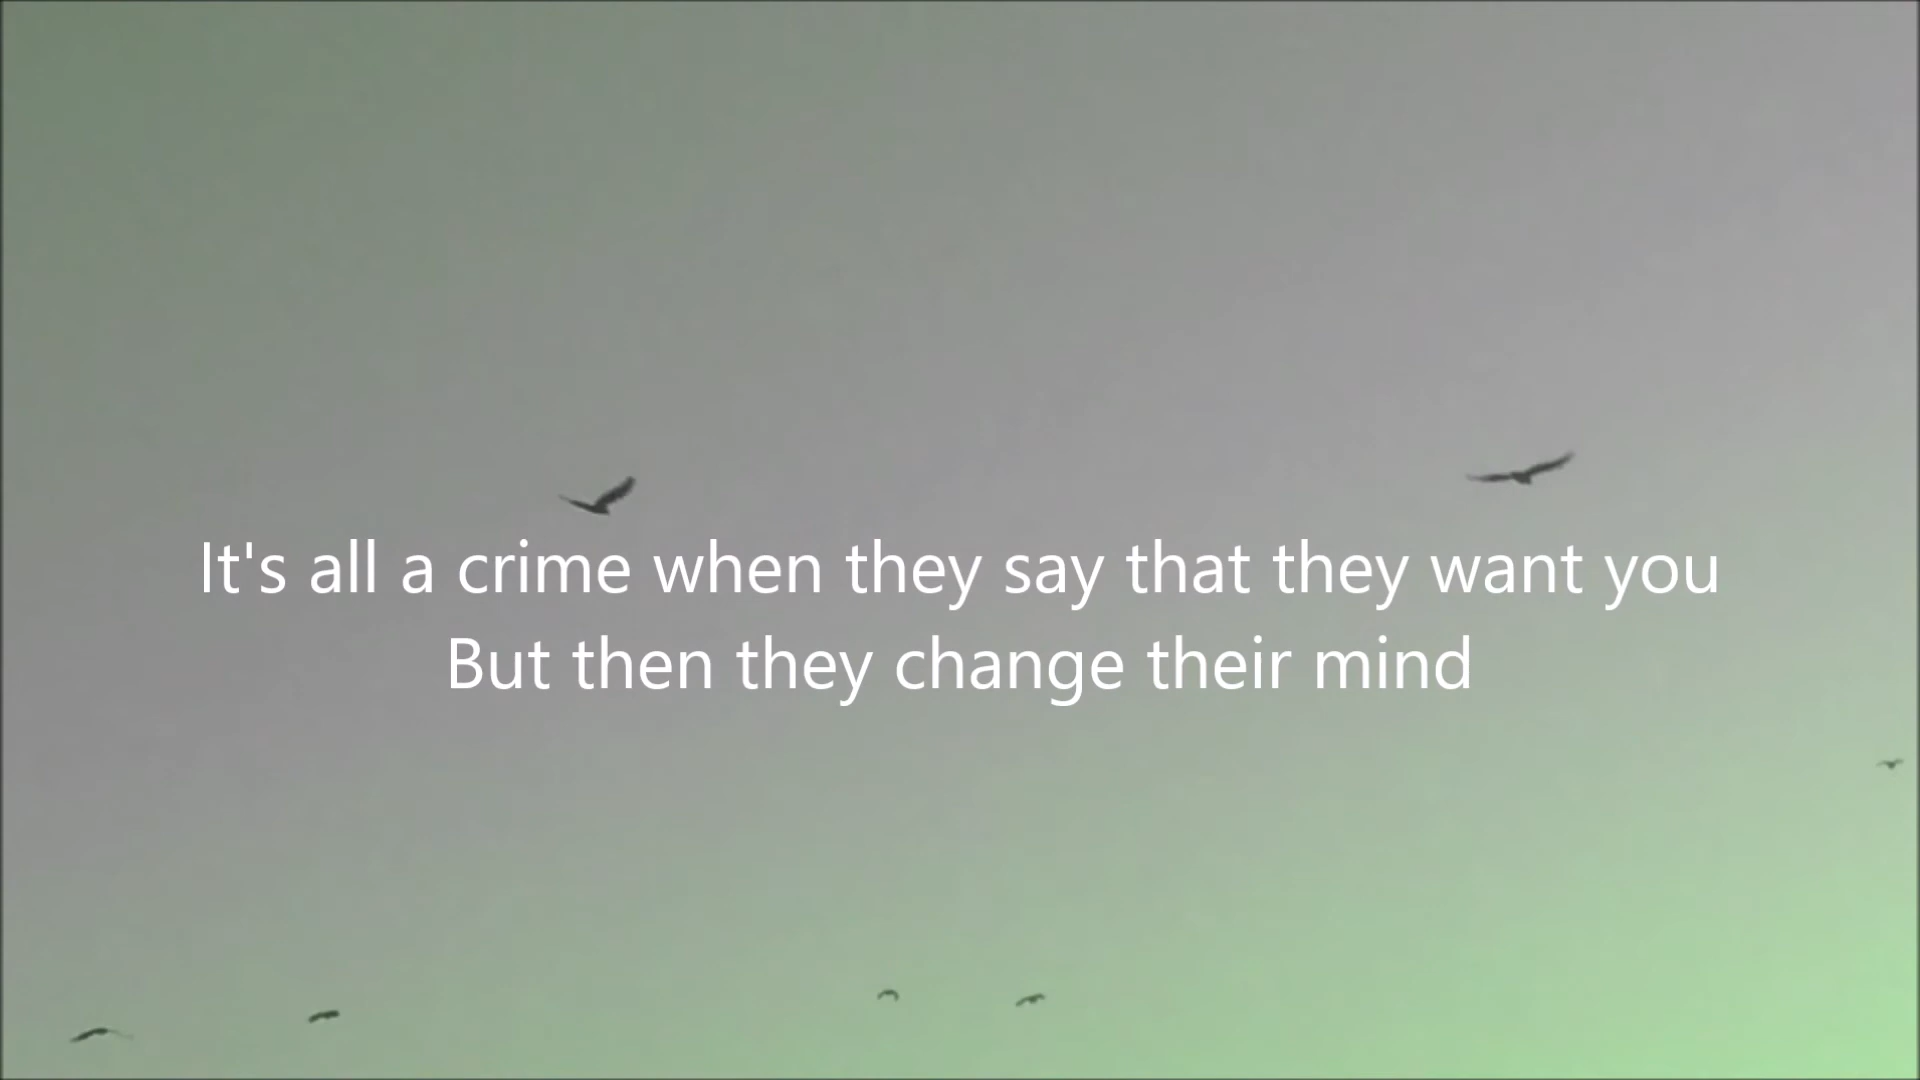 It's all a crime when they say that they want you
But then they change their mind